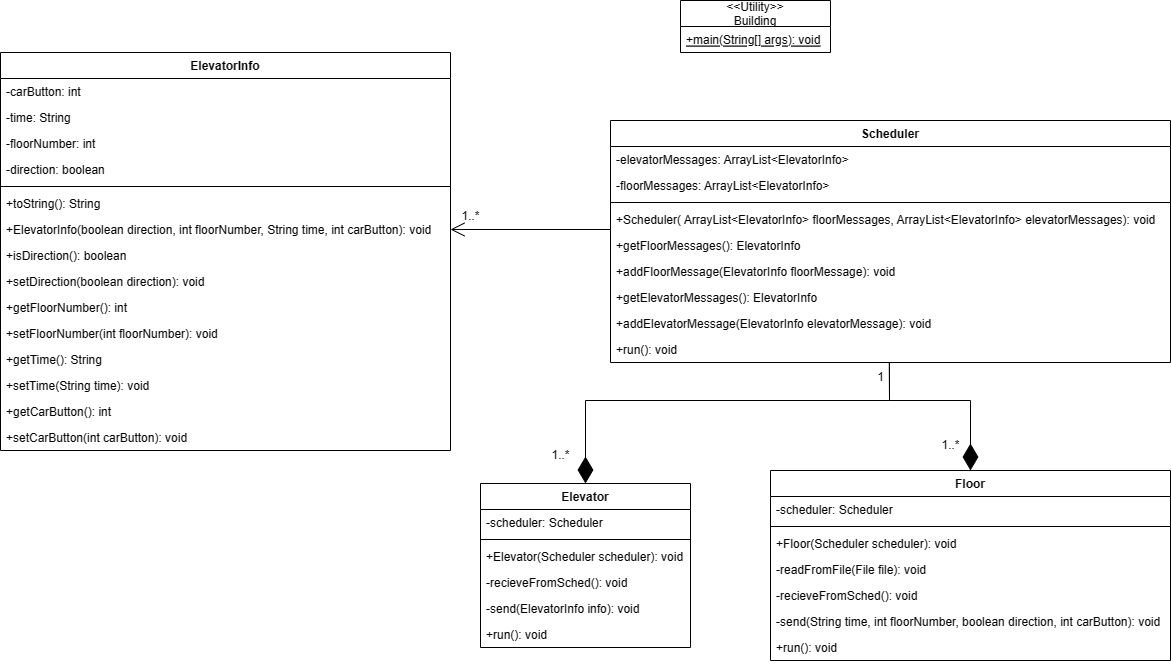 <<Utility>>
Building
+main(String[] args): void
ElevatorInfo
-carButton: int
-time: String
-floorNumber: int
-direction: boolean
+toString(): String
+ElevatorInfo(boolean direction, int floorNumber, String time, int carButton): void
+isDirection(): boolean
+setDirection(boolean direction): void
+getFloorNumber(): int
+setFloorNumber(int floorNumber): void
+getTime(): String
+setTime(String time): void
+getCarButton(): int
+setCarButton(int carButton): void
1..*
Scheduler
-elevatorMessages: ArrayList<ElevatorInfo>
-floorMessages: ArrayList<ElevatorInfo>
+Scheduler( ArrayList<ElevatorInfo> floorMessages, ArrayList<ElevatorInfo> elevatorMessages): void
+getFloorMessages(): ElevatorInfo
+addFloorMessage(ElevatorInfo floorMessage): void
+getElevatorMessages(): ElevatorInfo
+addElevatorMessage(ElevatorInfo elevatorMessage): void
+run(): void
1
1..*
1..*
Elevator
-scheduler: Scheduler
+Elevator(Scheduler scheduler): void
-recieveFromSched(): void
-send(ElevatorInfo info): void
+run(): void
Floor
-scheduler: Scheduler
+Floor(Scheduler scheduler): void
-readFromFile(File file): void
-recieveFromSched(): void
-send(String time, int floorNumber, boolean direction, int carButton): void
+run(): void